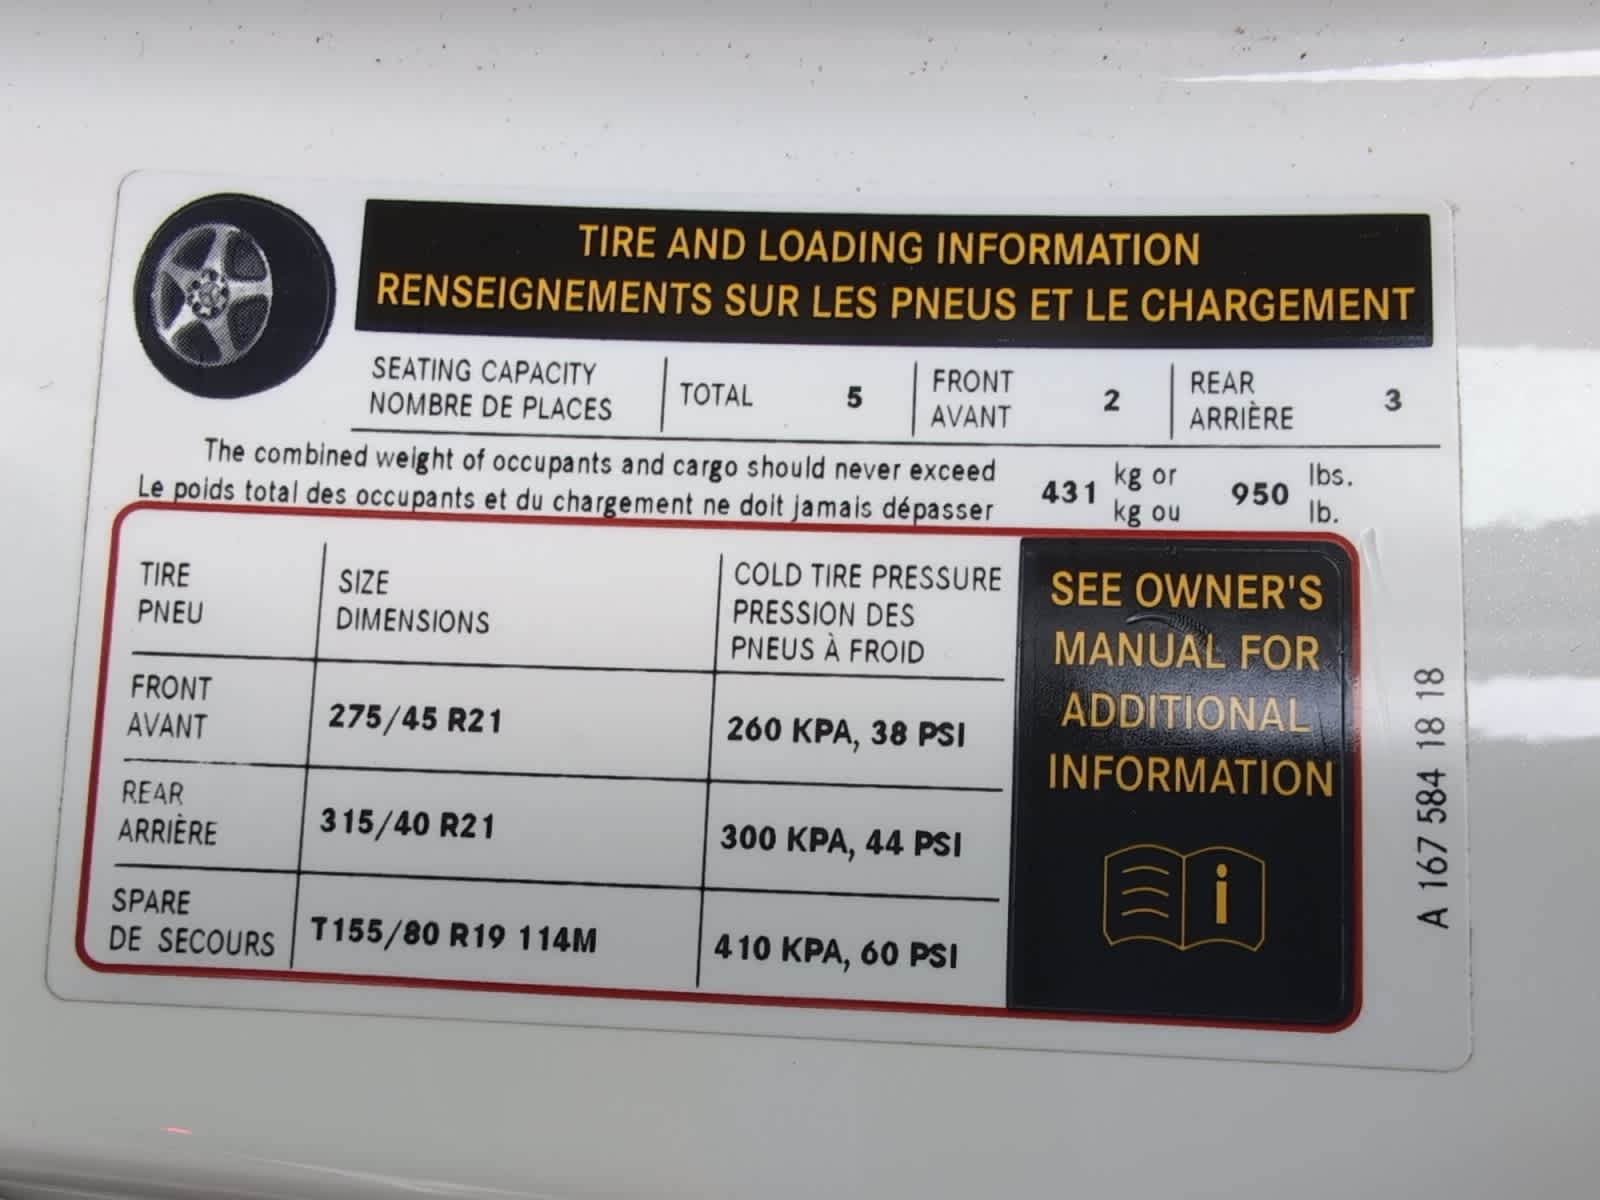 TIRE AND LOADING INFORMATION
RENSEIGNEMENTS SUR LES PNEUS ET LE CHARGEMENT
SEATING CAPACITY
NOMBRE DE PLACES
TOTAL 5
FRONT
AVANT
2
REAR
ARRIÈRE
3
The combined weight of occupants and cargo should never exceed
Le poids total des occupants et du chargement ne doit jamais dépasser
431
kg or
kg ou
950
lbs.
lb.
TIRE
PNEU
SIZE
DIMENSIONS
COLD TIRE PRESSURE
PRESSION DES
PNEUS À FROID
FRONT
AVANT
275/45 R21
260 KPA, 38 PSI
REAR
ARRIÈRE
315/40 R21
300 KPA, 44 PSI
SPARE
DE SECOURS
T155/80 R19 114M
410 KPA, 60 PSI
SEE OWNER'S
MANUAL FOR
ADDITIONAL
INFORMATION
i
A 167 584 18 18